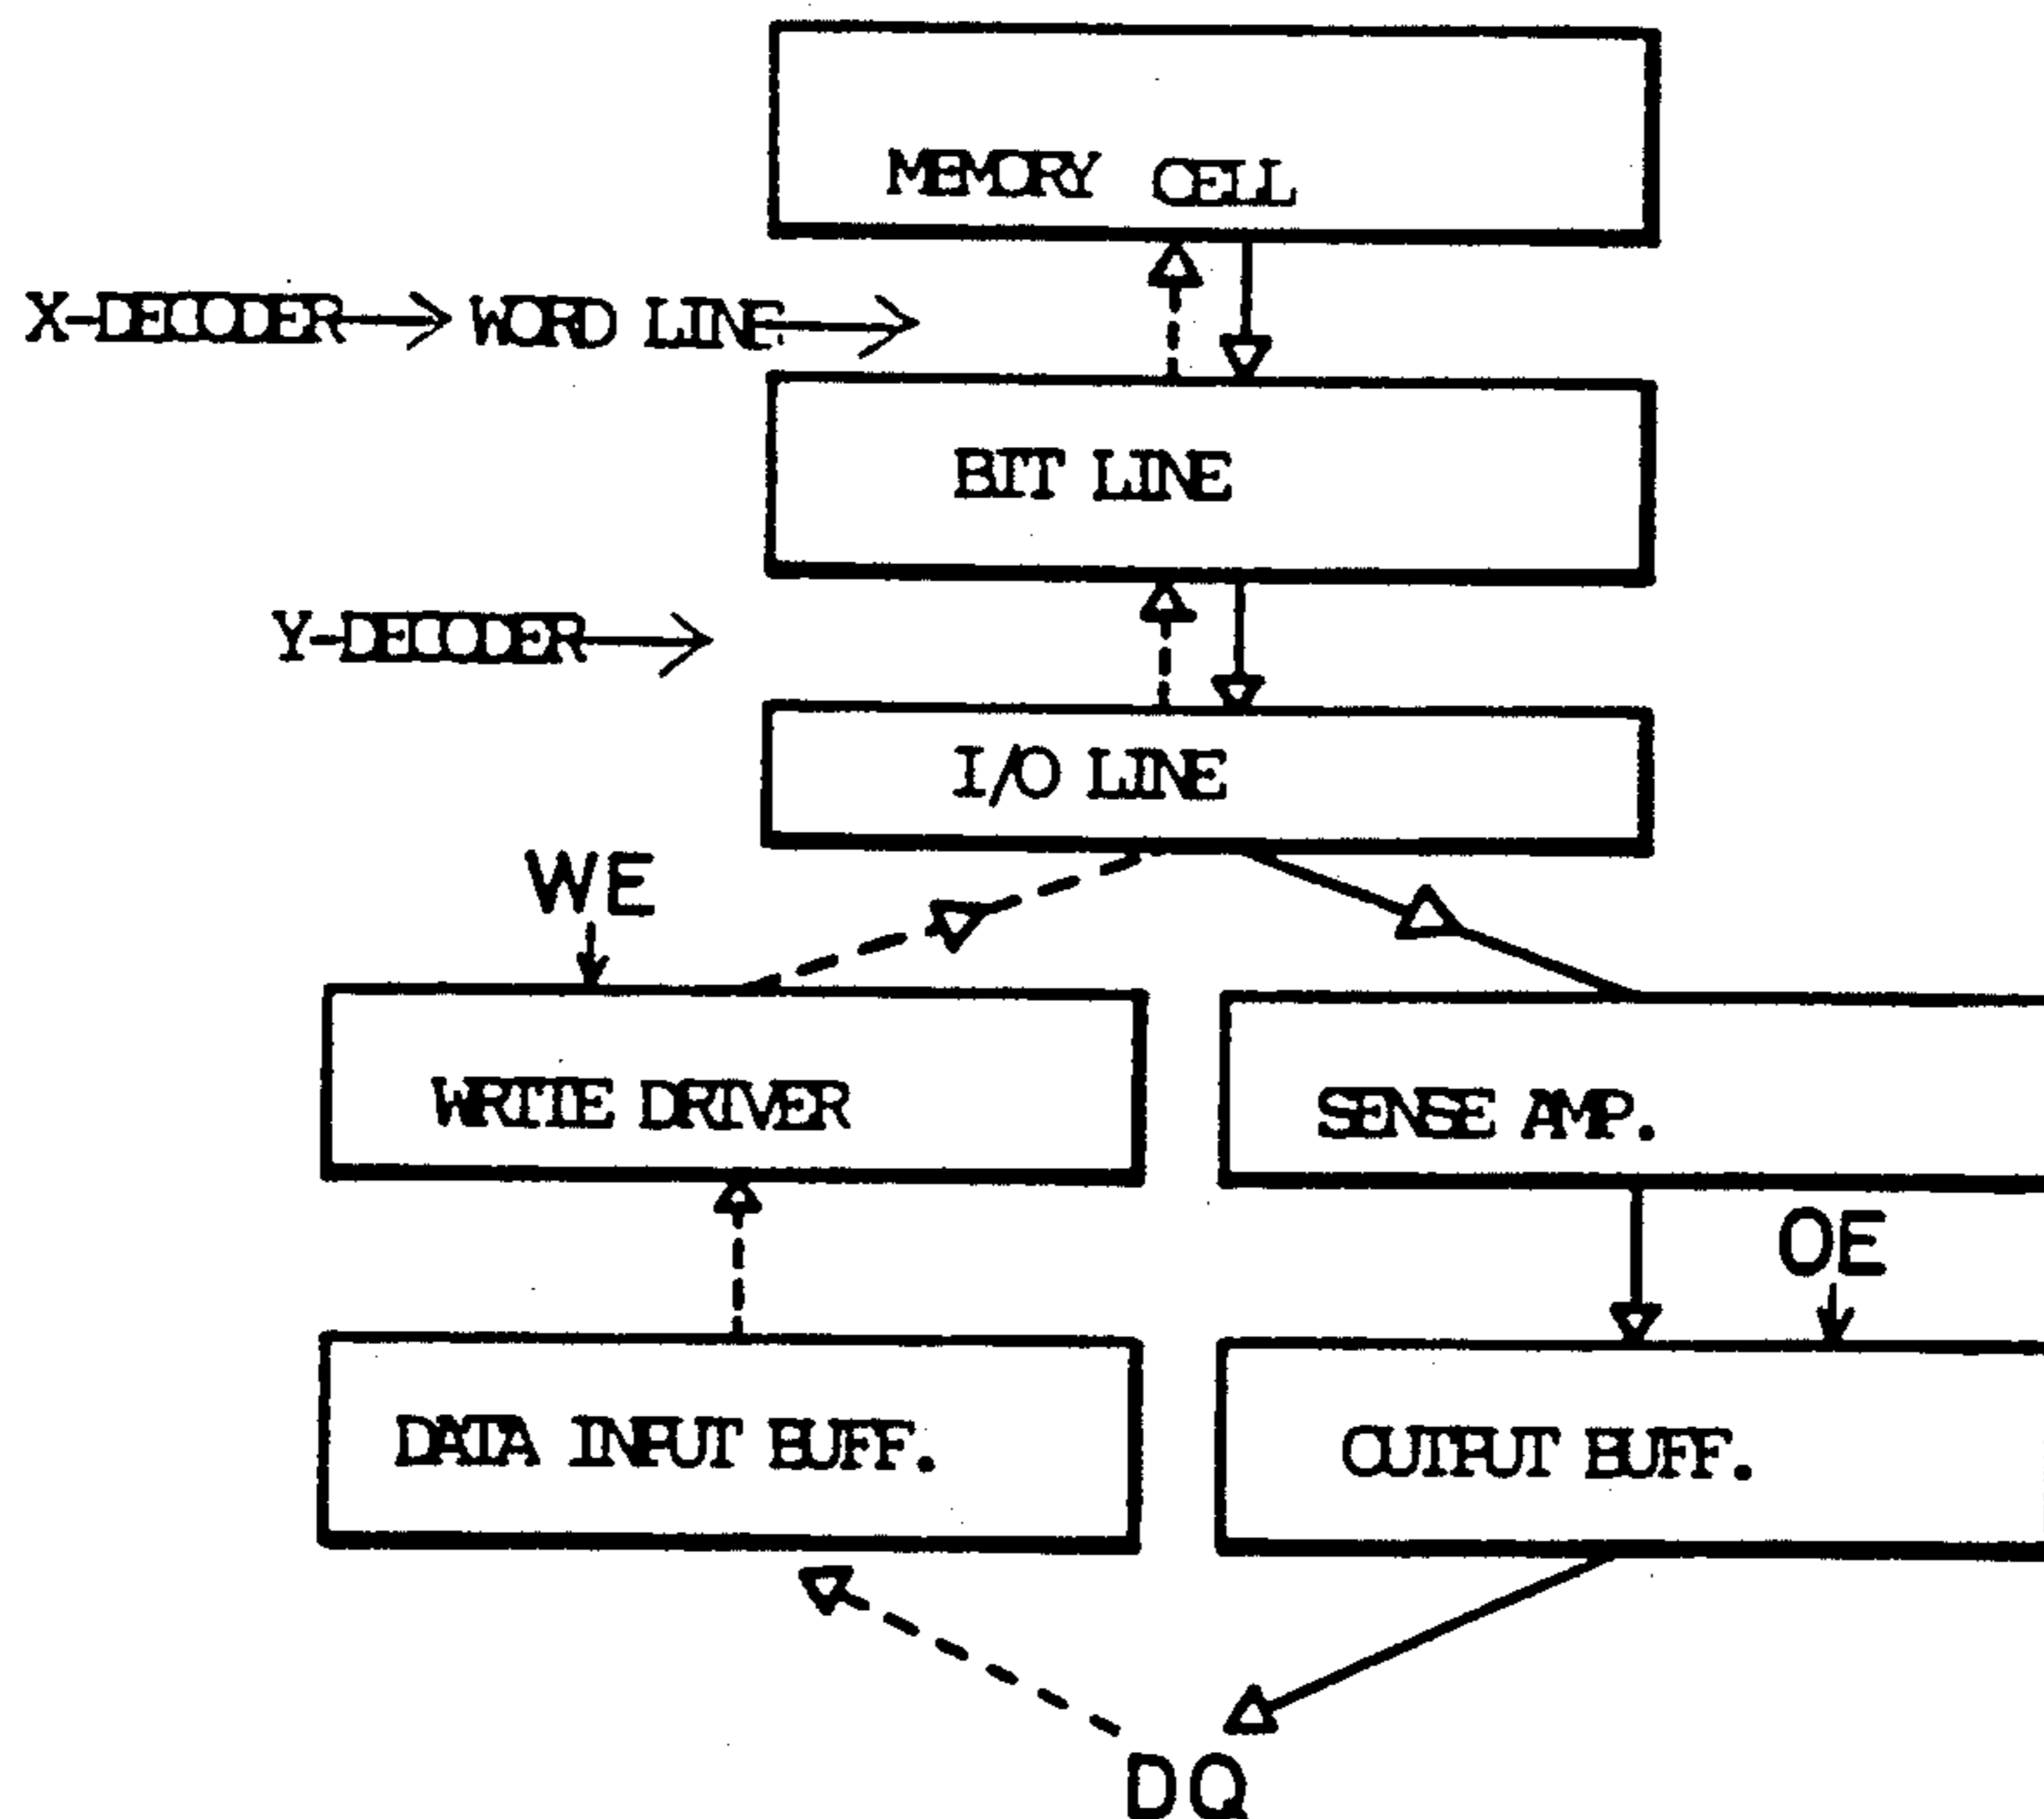 MEMORY CELL
X-DECODER WORD LINE
BIT LINE
Y-DECODER
I/O LINE
WE
WRITE DRIVER
SENSE AMP.
OE
DATA INPUT BUFF.
OUTPUT BUFF.
DQ